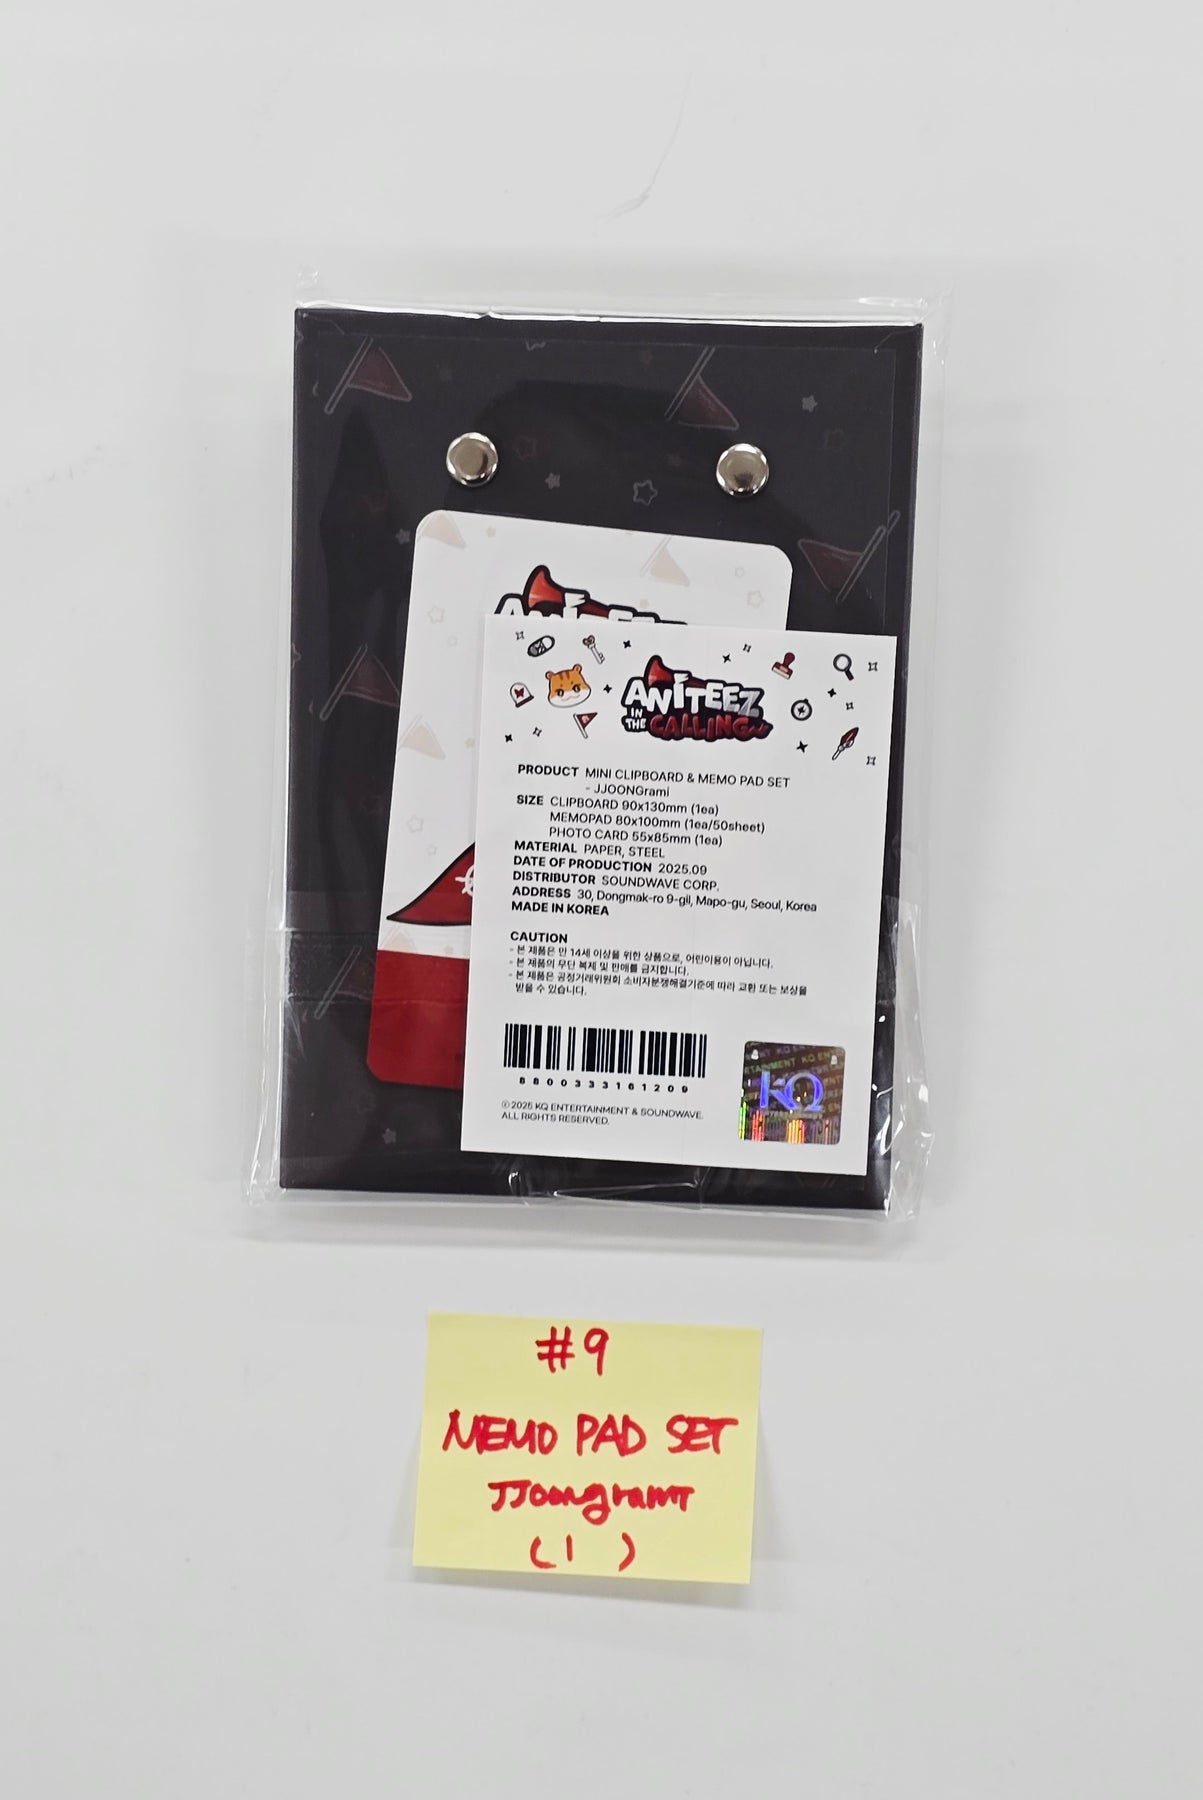 ANITEEZ
ANITEEZ
IN THE CALLING
PRODUCT MINI CLIPBOARD & MEMO PAD SET
- JJOONGrami
SIZE CLIPBOARD 90x130mm (1ea)
MEMOPAD 80x100mm (1ea/50sheet)
PHOTO CARD 55x85mm (1ea)
MATERIAL PAPER, STEEL
DATE OF PRODUCTION 2025.09
DISTRIBUTOR SOUNDWAVE CORP.
ADDRESS 30, Dongmak-ro 9-gil, Mapo-gu, Seoul, Korea
MADE IN KOREA
CAUTION
- 본 제품은 만 14세 이상을 위한 상품으로, 어린이용이 아닙니다.
- 본 제품의 무단 복제 및 판매를 금지합니다.
- 본 제품은 공정거래위원회 소비자분쟁해결기준에 따라 교환 또는 보상을
받을 수 있습니다.
8800333161209
©2025 KQ ENTERTAINMENT & SOUNDWAVE.
ALL RIGHTS RESERVED.
KQ
#9
MEMO PAD SET
JJoongrami
(1)